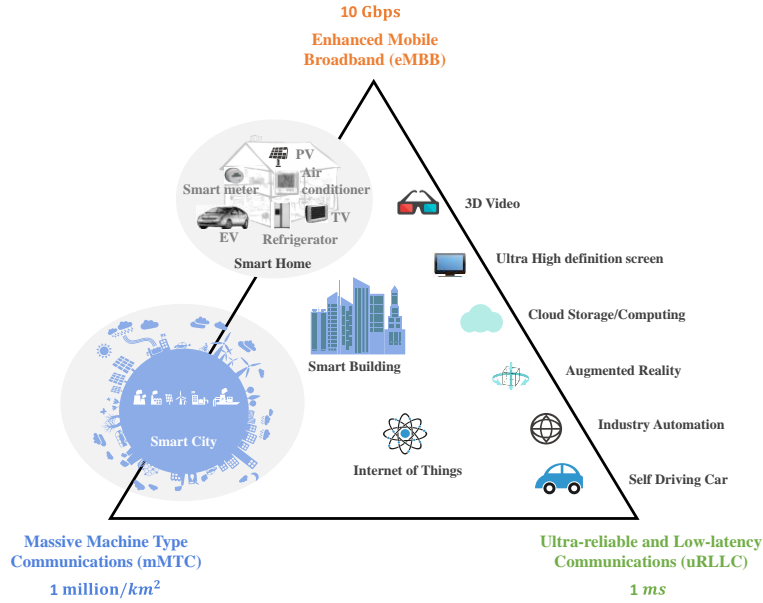 10 Gbps
Enhanced Mobile
Broadband (eMBB)
PV
Air
Smart meter
conditioner
TV
EV
Refrigerator
Smart Home
3D Video
Ultra High definition screen
Cloud Storage/Computing
Smart Building
Augmented Reality
Industry Automation
Smart City
Internet of Things
Self Driving Car
Massive Machine Type
Communications (mMTC)
1 million/km²
Ultra-reliable and Low-latency
Communications (uRLLC)
1 ms